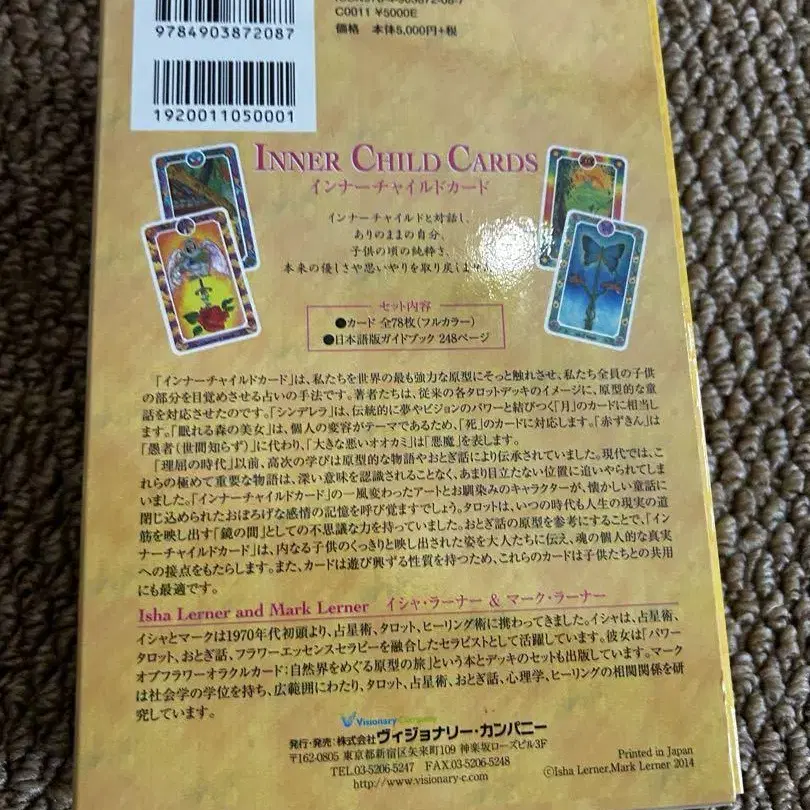 9784903872087
C0011 ¥5000E
価格 本体5,000円+税
1920011050001
INNER CHILD CARDS
インナーチャイルドカード
インナーチャイルドと対話し、
ありのままの自分、
子供の頃の純粋さ、
本来の優しさや思いやりを取り戻しませんか
セット内容
●カード 全78枚(フルカラー)
●日本語版ガイドブック 248ページ
「インナーチャイルドカード」は、私たちを世界の最も強力な原型にそっと触れさせ、私たち全員の子供
の部分を目覚めさせる占いの手法です。著者たちは、従来の各タロットデッキのイメージに、原型的な童
話を対応させたのです。「シンデレラ」は、伝統的に夢やビジョンのパワーと結びつく「月」のカードに相当し
ます。「眠れる森の美女」は、個人の変容がテーマであるため、「死」のカードに対応します。「赤ずきん」は
「愚者(世間知らず)」に代わり、「大きな悪いオオカミ」は「悪魔」を表します。
「理屈の時代」以前、高次の学びは原型的な物語やおとぎ話により伝承されていました。現代では、こ
れらの極めて重要な物語は、深い意味を認識されることなく、あまり目立たない位置に追いやられてしま
いました。「インナーチャイルドカード」の一風変わったアートとお馴染みのキャラクターが、懐かしい童話に
閉じ込められたおぼろげな感情の記憶を呼び覚ますでしょう。タロットは、いつの時代も人生の現実の道
筋を映し出す「鏡の間」としての不思議な力を持っていました。おとぎ話の原型を参考にすることで、「イン
ナーチャイルドカード」は、内なる子供のくっきりと映し出された姿を大人たちに伝え、魂の個人的な真実
への接点をもたらします。また、カードは遊び興ずる性質を持つため、これらのカードは子供たちとの共用
にも最適です。
Isha Lerner and Mark Lerner イシャ・ラーナー & マーク・ラーナー
イシャとマークは1970年代初頭より、占星術、タロット、ヒーリング術に携わってきました。イシャは、占星術、
タロット、おとぎ話、フラワーエッセンスセラピーを融合したセラピストとして活躍しています。彼女は「パワー
オブフラワーオラクルカード;自然界をめぐる原型の旅」という本とデッキのセットも出版しています。マーク
は社会学の学位を持ち、広範囲にわたり、タロット、占星術、おとぎ話、心理学、ヒーリングの相関関係を研
究しています。
Visionary Company
発行・発売:株式会社ヴィジョナリー・カンパニー
〒162-0805 東京都新宿区矢来町109 神楽坂ローズビル3F
TEL.03-5206-5247 FAX.03-5206-5248
http://www.visionary-c.com
Printed in Japan
©Isha Lerner,Mark Lerner 2014